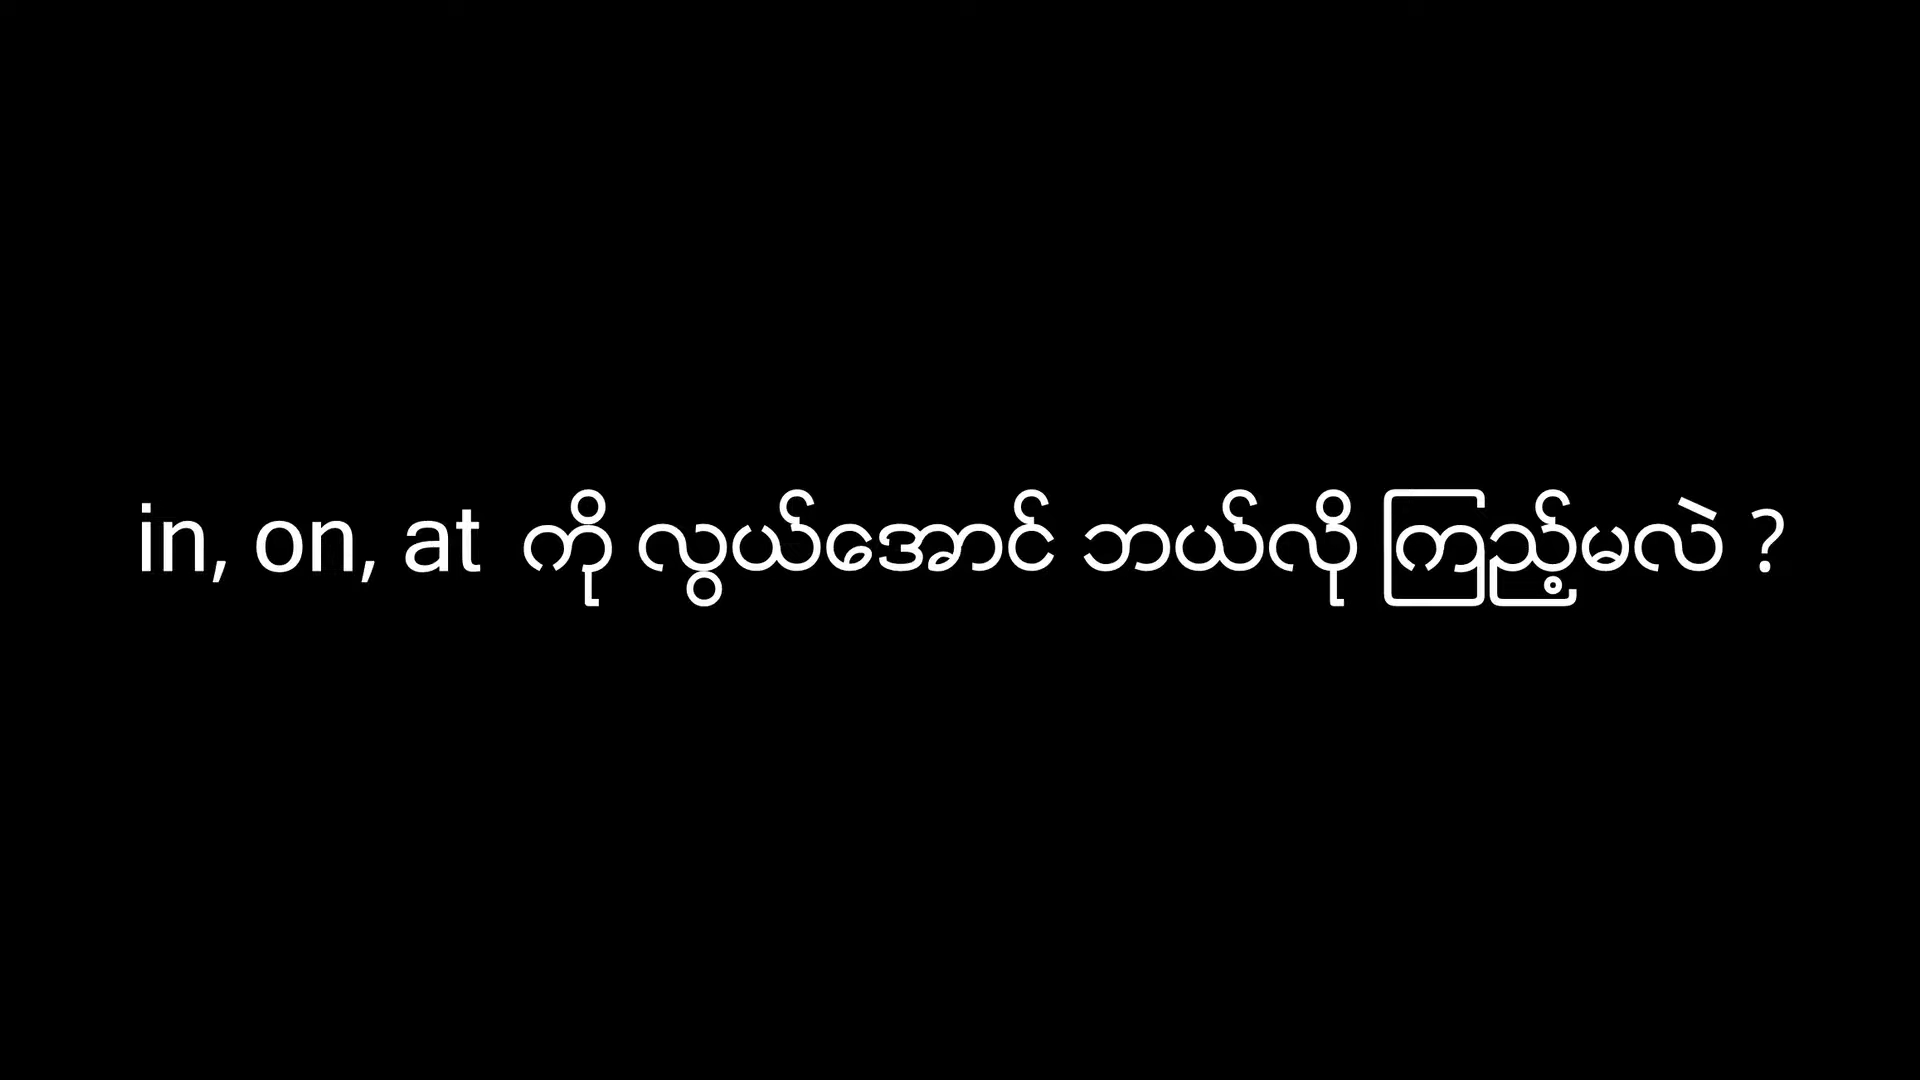 in, on, at ကို လွယ်အောင် ဘယ်လို ကြည့်မလဲ ?